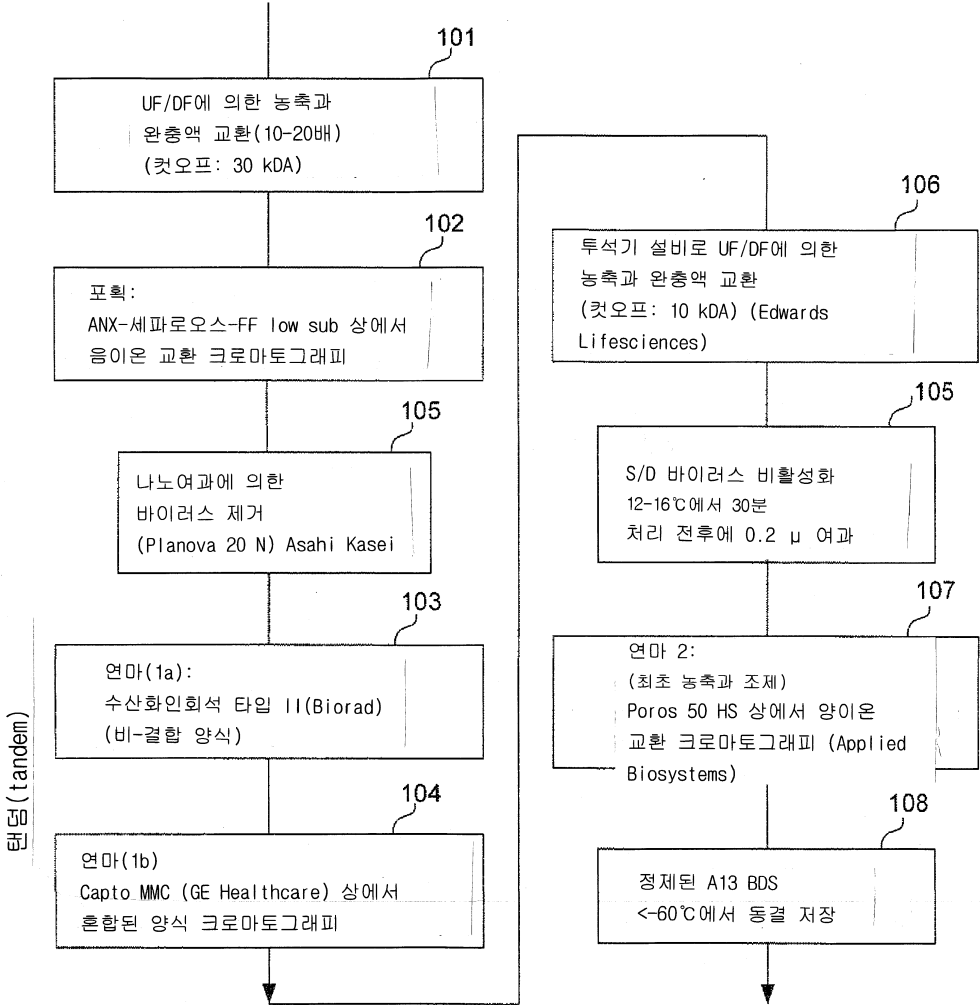 101
UF/DF에 의한 농축과
완충액 교환(10-20배)
(컷오프: 30 kDA)
102
포획:
ANX-세파로오스-FF low sub 상에서
음이온 교환 크로마토그래피
105
나노여과에 의한
바이러스 제거
(Planova 20 N) Asahi Kasei
103
연마(1a):
수산화인회석 타입 II(Biorad)
(비-결합 양식)
탠덤(tandem)
104
연마(1b)
Capto MMC (GE Healthcare) 상에서
혼합된 양식 크로마토그래피
106
투석기 설비로 UF/DF에 의한
농축과 완충액 교환
(컷오프: 10 kDA) (Edwards
Lifesciences)
105
S/D 바이러스 비활성화
12-16℃에서 30분
처리 전후에 0.2 μ 여과
107
연마 2:
(최초 농축과 조제)
Poros 50 HS 상에서 양이온
교환 크로마토그래피 (Applied
Biosystems)
108
정제된 A13 BDS
<-60℃에서 동결 저장